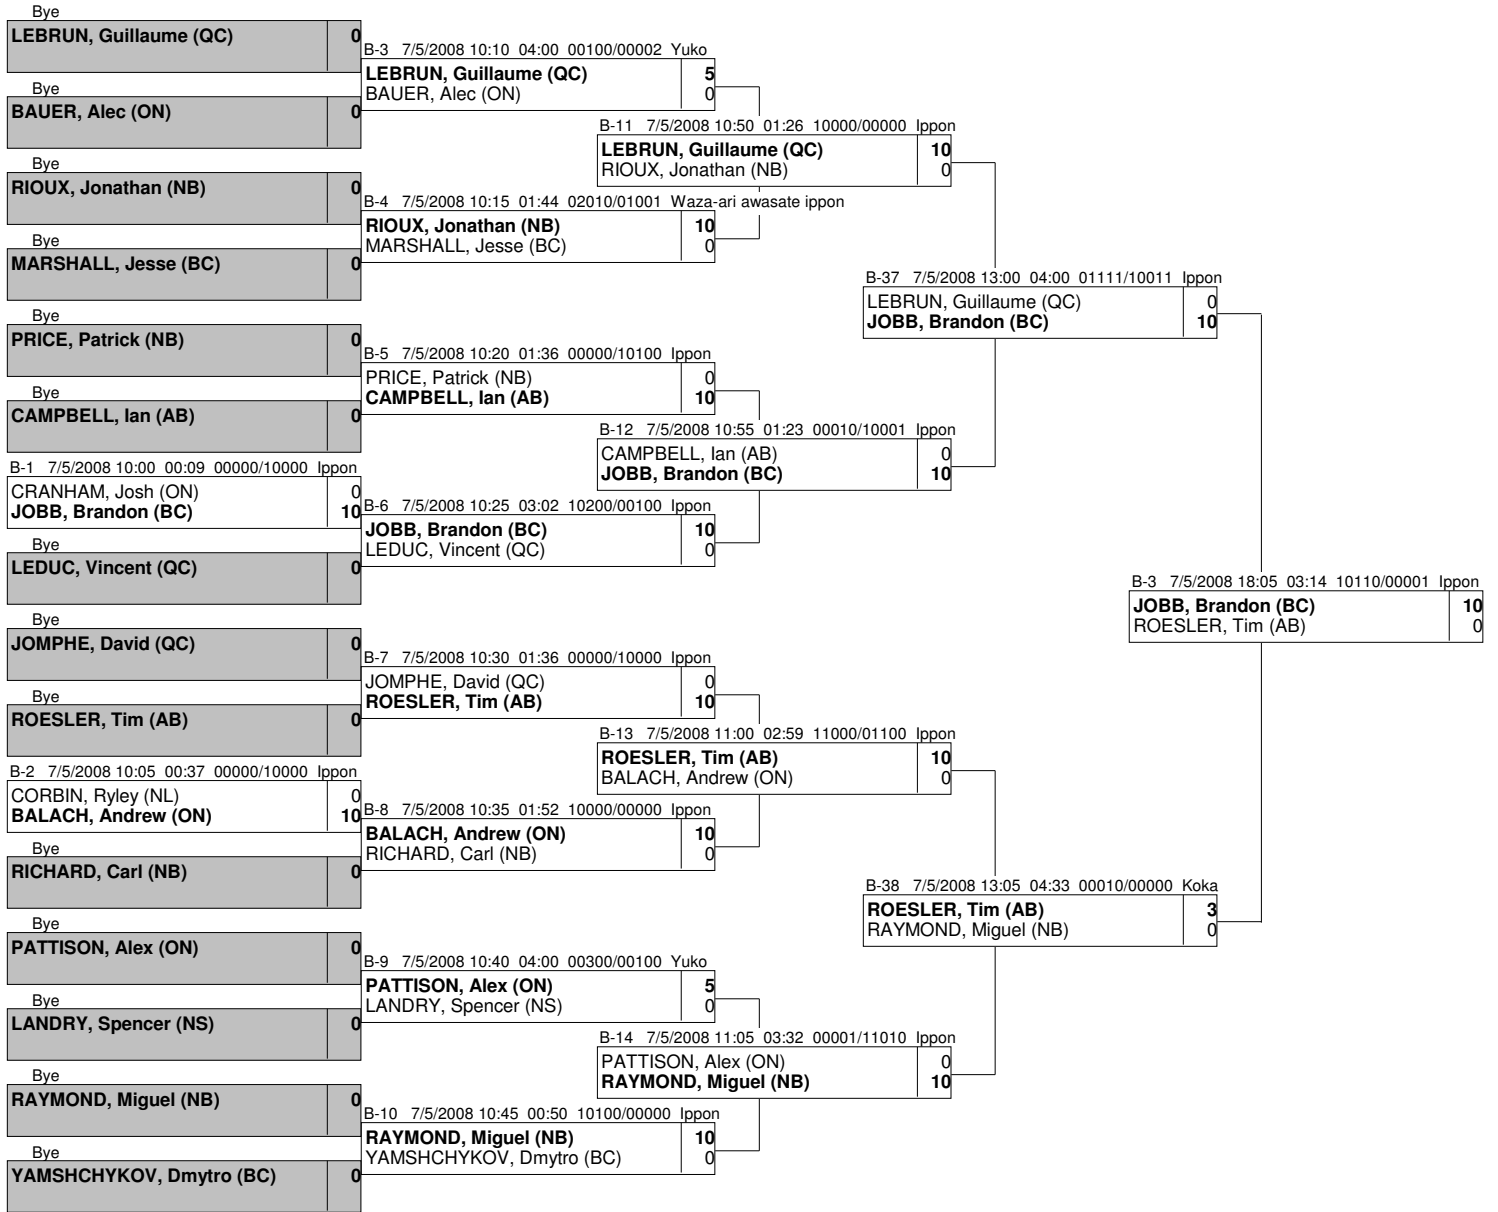 Bye
LEBRUN, Guillaume (QC) 0
Bye
BAUER, Alec (ON) 0
Bye
RIOUX, Jonathan (NB) 0
Bye
MARSHALL, Jesse (BC) 0
Bye
PRICE, Patrick (NB) 0
Bye
CAMPBELL, Ian (AB) 0
B-1 7/5/2008 10:00 00:09 00000/10000 Ippon
CRANHAM, Josh (ON) 0
JOBB, Brandon (BC) 10
Bye
LEDUC, Vincent (QC) 0
Bye
JOMPHE, David (QC) 0
Bye
ROESLER, Tim (AB) 0
B-2 7/5/2008 10:05 00:37 00000/10000 Ippon
CORBIN, Ryley (NL) 0
BALACH, Andrew (ON) 10
Bye
RICHARD, Carl (NB) 0
Bye
PATTISON, Alex (ON) 0
Bye
LANDRY, Spencer (NS) 0
Bye
RAYMOND, Miguel (NB) 0
Bye
YAMSHCHYKOV, Dmytro (BC) 0
B-3 7/5/2008 10:10 04:00 00100/00002 Yuko
LEBRUN, Guillaume (QC) 5
BAUER, Alec (ON) 0
B-4 7/5/2008 10:15 01:44 02010/01001 Waza-ari awasate ippon
RIOUX, Jonathan (NB) 10
MARSHALL, Jesse (BC) 0
B-5 7/5/2008 10:20 01:36 00000/10100 Ippon
PRICE, Patrick (NB) 0
CAMPBELL, Ian (AB) 10
B-6 7/5/2008 10:25 03:02 10200/00100 Ippon
JOBB, Brandon (BC) 10
LEDUC, Vincent (QC) 0
B-7 7/5/2008 10:30 01:36 00000/10000 Ippon
JOMPHE, David (QC) 0
ROESLER, Tim (AB) 10
B-8 7/5/2008 10:35 01:52 10000/00000 Ippon
BALACH, Andrew (ON) 10
RICHARD, Carl (NB) 0
B-9 7/5/2008 10:40 04:00 00300/00100 Yuko
PATTISON, Alex (ON) 5
LANDRY, Spencer (NS) 0
B-10 7/5/2008 10:45 00:50 10100/00000 Ippon
RAYMOND, Miguel (NB) 10
YAMSHCHYKOV, Dmytro (BC) 0
B-11 7/5/2008 10:50 01:26 10000/00000 Ippon
LEBRUN, Guillaume (QC) 10
RIOUX, Jonathan (NB) 0
B-12 7/5/2008 10:55 01:23 00010/10001 Ippon
CAMPBELL, Ian (AB) 0
JOBB, Brandon (BC) 10
B-13 7/5/2008 11:00 02:59 11000/01100 Ippon
ROESLER, Tim (AB) 10
BALACH, Andrew (ON) 0
B-14 7/5/2008 11:05 03:32 00001/11010 Ippon
PATTISON, Alex (ON) 0
RAYMOND, Miguel (NB) 10
B-37 7/5/2008 13:00 04:00 01111/10011 Ippon
LEBRUN, Guillaume (QC) 0
JOBB, Brandon (BC) 10
B-38 7/5/2008 13:05 04:33 00010/00000 Koka
ROESLER, Tim (AB) 3
RAYMOND, Miguel (NB) 0
B-3 7/5/2008 18:05 03:14 10110/00001 Ippon
JOBB, Brandon (BC) 10
ROESLER, Tim (AB) 0